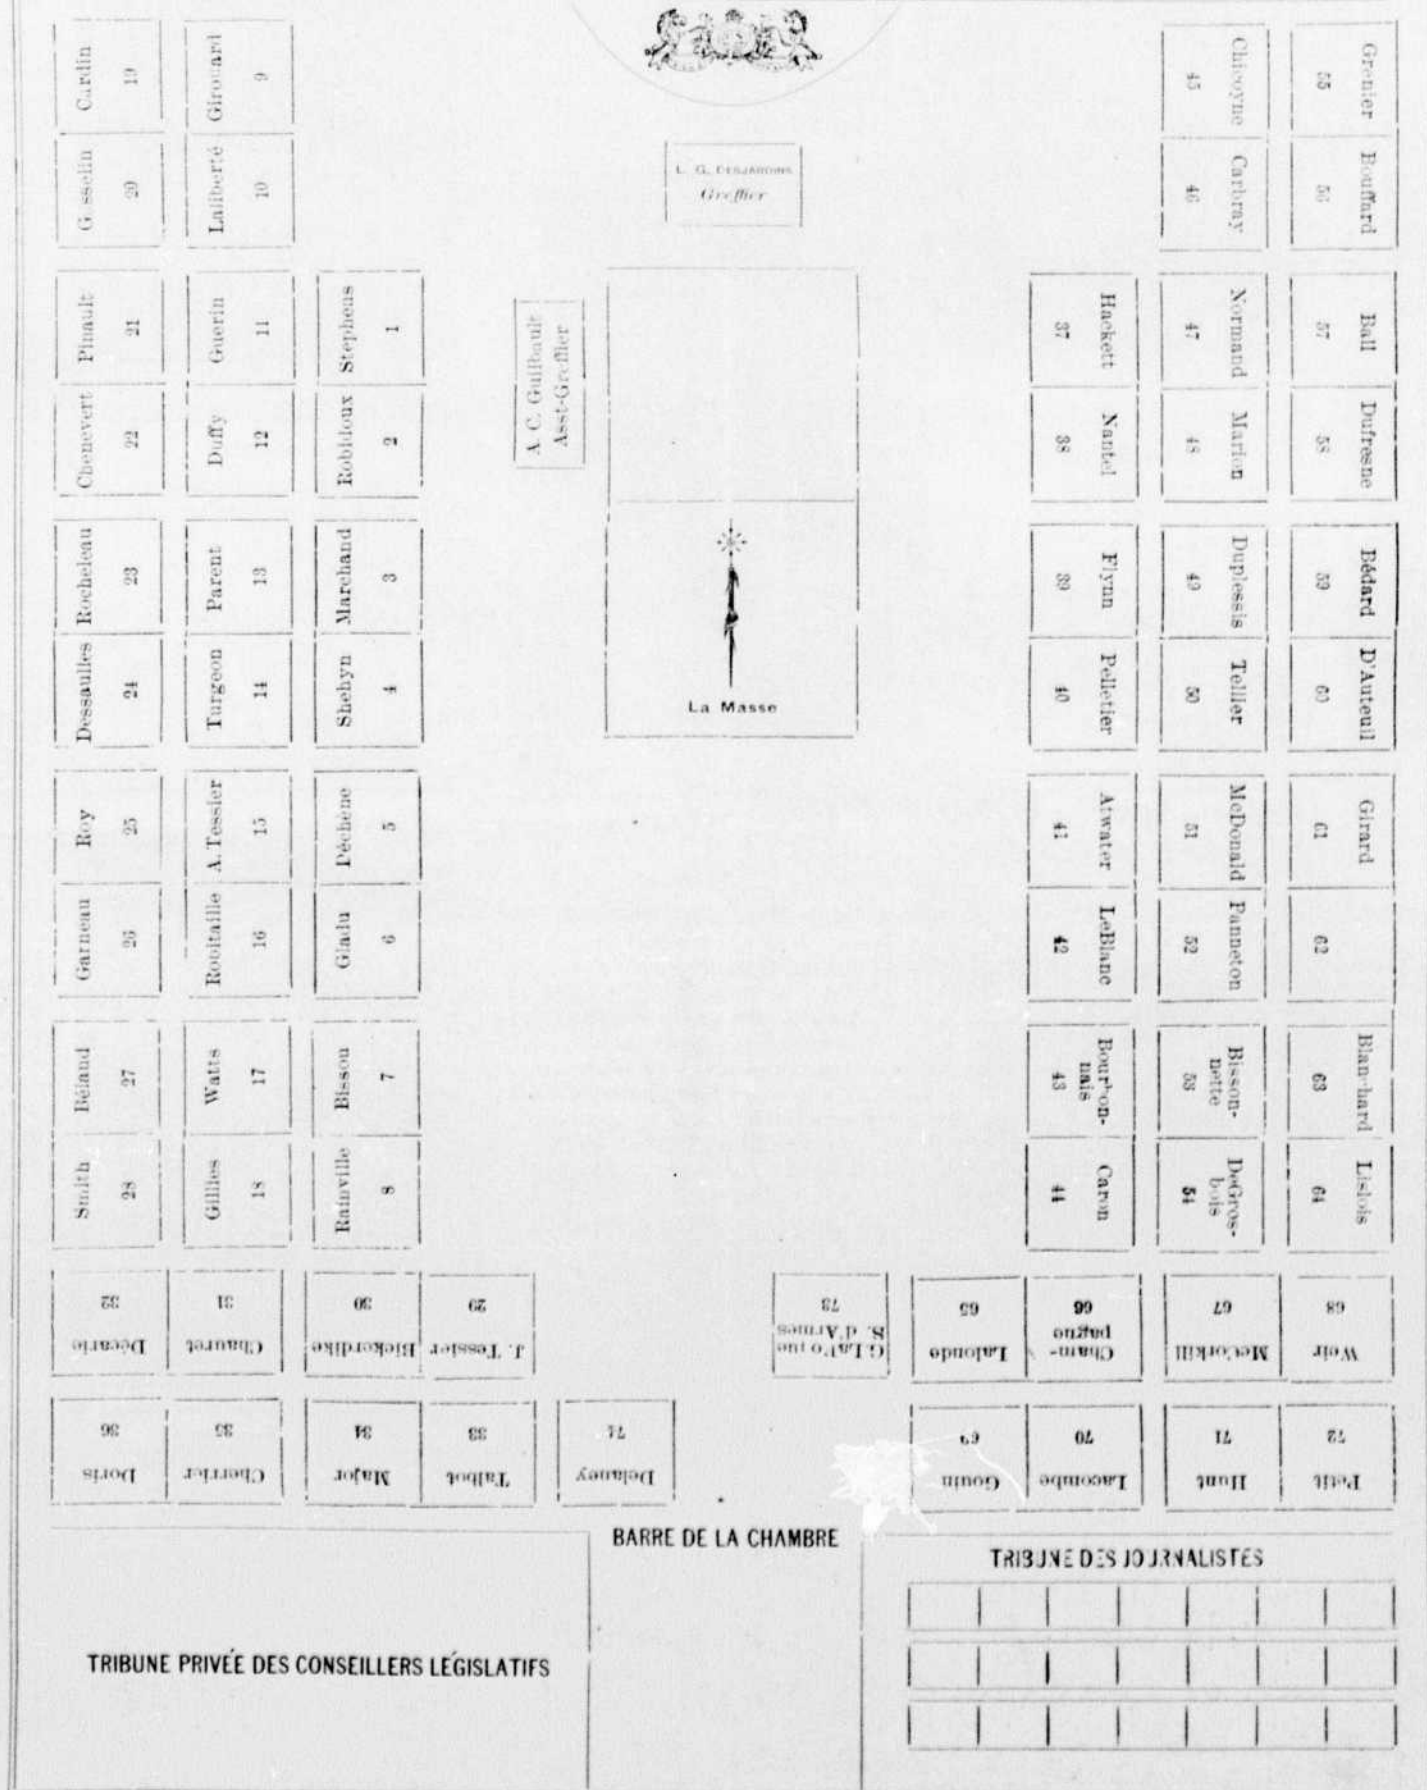 Cardin
19
Girouard
9
G sselin
20
Laliberté
10
Pinault
21
Guerin
11
Stephens
1
Chenevert
22
Duffy
12
Robidoux
2
Rocheleau
23
Parent
13
Marchand
3
Dessaulles
24
Turgeon
14
Shehyn
4
Roy
25
A. Tessier
15
Déchène
5
Garneau
26
Robitaille
16
Gladu
6
Béland
27
Watts
17
Bisson
7
Smith
28
Gillies
18
Rainville
8
L. G. DESJARDINS
Greffier
A. C. Guilbault
Asst-Greffier
La Masse
Chicoyne
45
Grenier
55
Carbray
46
Bouffard
56
Hackett
37
Normand
47
Ball
57
Nantel
38
Marion
48
Dufresne
58
Flynn
39
Duplessis
49
Bédard
59
Pelletier
40
Tellier
50
D'Auteuil
60
Atwater
41
McDonald
51
Girard
61
LeBlanc
42
Panneton
52
62
Bourbon-
nais
43
Bisson-
nette
53
Blanchard
63
Caron
44
DeGros-
bois
54
Lislois
64
Décarie
32
Chauret
31
Bickerdike
30
J. Tessier
29
S. d'Armes
73
Lalonde
65
Cham-
pagne
66
McCorkill
67
Weir
68
Doris
36
Cherrier
35
Major
34
Talbot
33
Delaney
74
Gouin
69
Lacombe
70
Hunt
71
Petit
72
BARRE DE LA CHAMBRE
TRIBUNE DES JOURNALISTES
TRIBUNE PRIVÉE DES CONSEILLERS LÉGISLATIFS